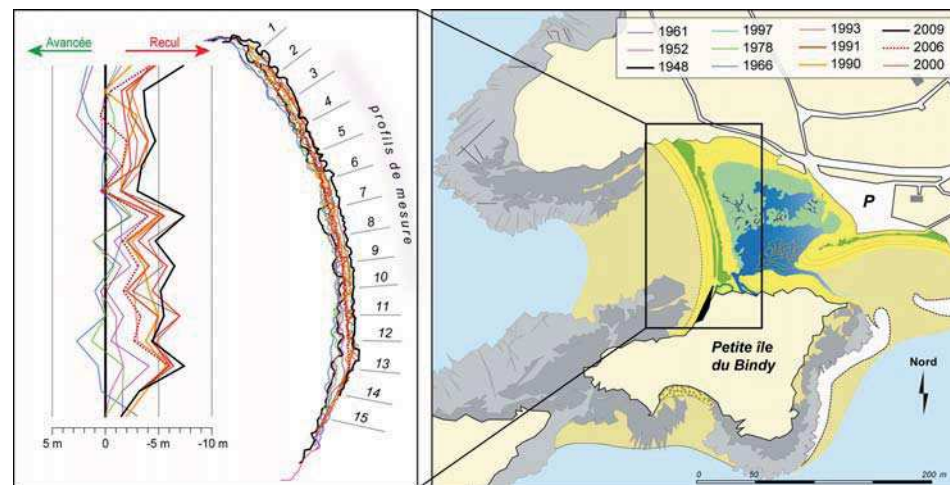 Avancée
Recul
5 m
0
-5 m
-10 m
1
2
3
4
5
6
7
8
9
10
11
12
13
14
15
profils de mesure
1961
1952
1948
1997
1978
1966
1993
1991
1990
2009
2006
2000
P
Petite île
du Bindy
Nord
0
50
200 m